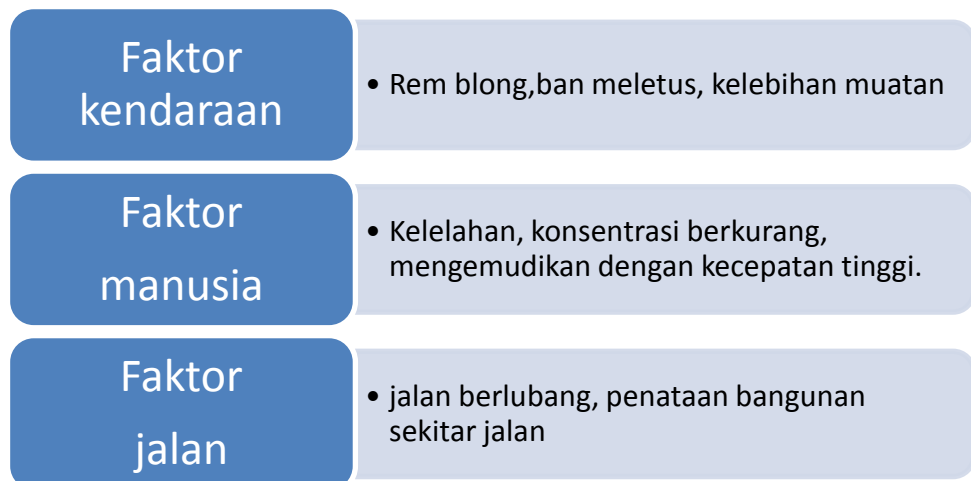 Faktor
kendaraan
• Rem blong,ban meletus, kelebihan muatan
Faktor
manusia
• Kelelahan, konsentrasi berkurang,
mengemudikan dengan kecepatan tinggi.
Faktor
jalan
• jalan berlubang, penataan bangunan
sekitar jalan